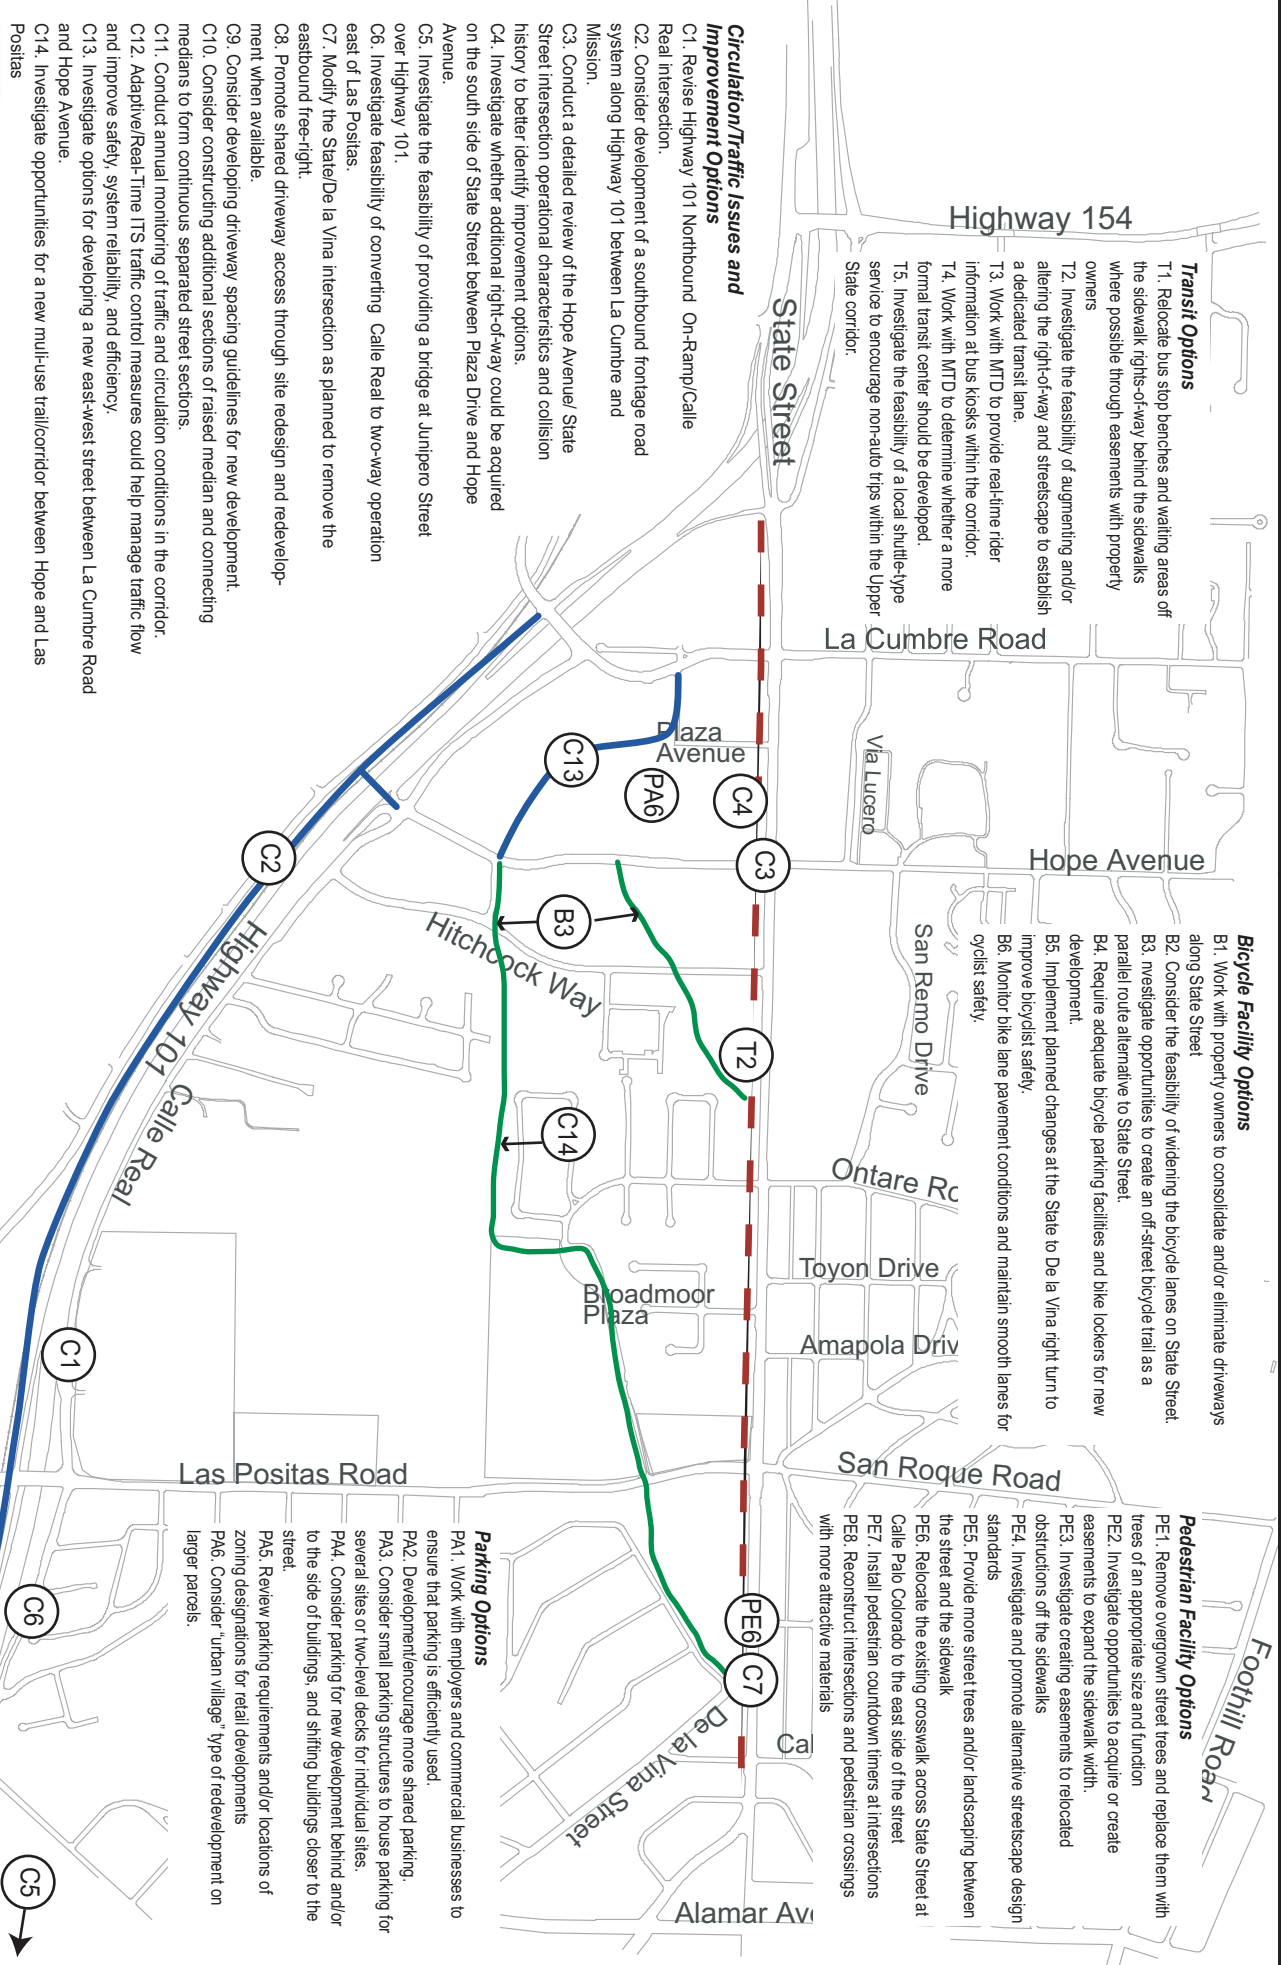 Circulation/Traffic Issues and
Improvement Options
C1. Revise Highway 101 Northbound On-Ramp/Calle
Real intersection.
C2. Consider development of a southbound frontage road
system along Highway 101 between La Cumbre and
Mission.
C3. Conduct a detailed review of the Hope Avenue/ State
Street intersection operational characteristics and collision
history to better identify improvement options.
C4. Investigate whether additional right-of-way could be acquired
on the south side of State Street between Plaza Drive and Hope
Avenue.
C5. Investigate the feasibility of providing a bridge at Junipero Street
over Highway 101.
C6. Investigate feasibility of converting Calle Real to two-way operation
east of Las Positas.
C7. Modify the State/De la Vina intersection as planned to remove the
eastbound free-right.
C8. Promote shared driveway access through site redesign and redevelop-
ment when available.
C9. Consider developing driveway spacing guidelines for new development.
C10. Consider constructing additional sections of raised median and connecting
medians to form continuous separated street sections.
C11. Conduct annual monitoring of traffic and circulation conditions in the corridor.
C12. Adaptive/Real-Time ITS traffic control measures could help manage traffic flow
and improve safety, system reliability, and efficiency.
C13. Investigate options for developing a new east-west street between La Cumbre Road
and Hope Avenue.
C14. Investigate opportunities for a new muli-use trail/corridor between Hope and Las
Positas
Transit Options
T1. Relocate bus stop benches and waiting areas off
the sidewalk rights-of-way behind the sidewalks
where possible through easements with property
owners
T2. Investigate the feasibility of augmenting and/or
altering the right-of-way and streetscape to establish
a dedicated transit lane.
T3. Work with MTD to provide real-time rider
information at bus kiosks within the corridor.
T4. Work with MTD to determine whether a more
formal transit center should be developed.
T5. Investigate the feasibility of a local shuttle-type
service to encourage non-auto trips within the Upper
State corridor.
Bicycle Facility Options
B1. Work with property owners to consolidate and/or eliminate driveways
along State Street
B2. Consider the feasibility of widening the bicycle lanes on State Street.
B3. nvestigate opportunities to create an off-street bicycle trail as a
parallel route alternative to State Street.
B4. Require adequate bicycle parking facilities and bike lockers for new
development.
B5. Implement planned changes at the State to De la Vina right turn to
improve bicyclist safety.
B6. Monitor bike lane pavement conditions and maintain smooth lanes for
cyclist safety.
Pedestrian Facility Options
PE1. Remove overgrown street trees and replace them with
trees of an appropriate size and function
PE2. Investigate opportunities to acquire or create
easements to expand the sidewalk width.
PE3. Investigate creating easements to relocated
obstructions off the sidewalks
PE4. Investigate and promote alternative streetscape design
standards
PE5. Provide more street trees and/or landscaping between
the street and the sidewalk
PE6. Relocate the existing crosswalk across State Street at
Calle Palo Colorado to the east side of the street
PE7. Install pedestrian countdown timers at intersections
PE8. Reconstruct intersections and pedestrian crossings
with more attractive materials
Parking Options
PA1. Work with employers and commercial businesses to
ensure that parking is efficiently used.
PA2. Development/encourage more shared parking.
PA3. Consider small parking structures to house parking for
several sites or two-level decks for individual sites.
PA4. Consider parking for new development behind and/or
to the side of buildings, and shifting buildings closer to the
street.
PA5. Review parking requirements and/or locations of
zoning designations for retail developments
PA6. Consider "urban village" type of redevelopment on
larger parcels.
Highway 154
State Street
La Cumbre Road
Plaza
Avenue
Via Lucero
Hope Avenue
San Remo Drive
Hitchcock Way
Highway 101
Calle Real
Ontare Ro
Toyon Drive
Amapola Driv
Broadmoor
Plaza
San Roque Road
Las Positas Road
Foothill Road
De la Vina Street
Cal
Alamar Ave
C13
PA6
C4
C3
C2
B3
T2
C14
C1
PE6
C7
C6
C5